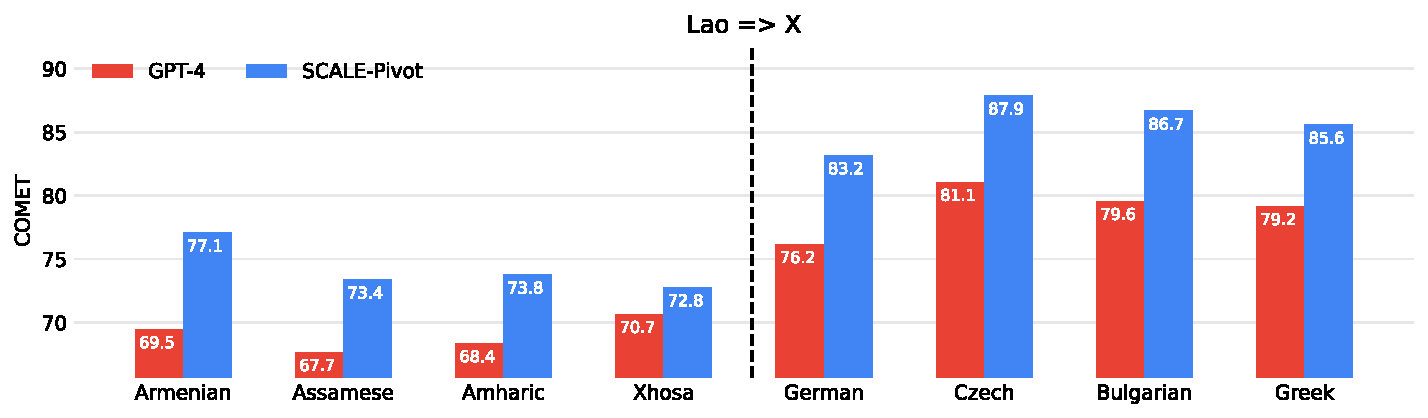 Lao => X
GPT-4 SCALE-Pivot
COMET
90
85
80
75
70
69.5 77.1 67.7 73.4 68.4 73.8 70.7 72.8 76.2 83.2 81.1 87.9 79.6 86.7 79.2 85.6
Armenian Assamese Amharic Xhosa German Czech Bulgarian Greek